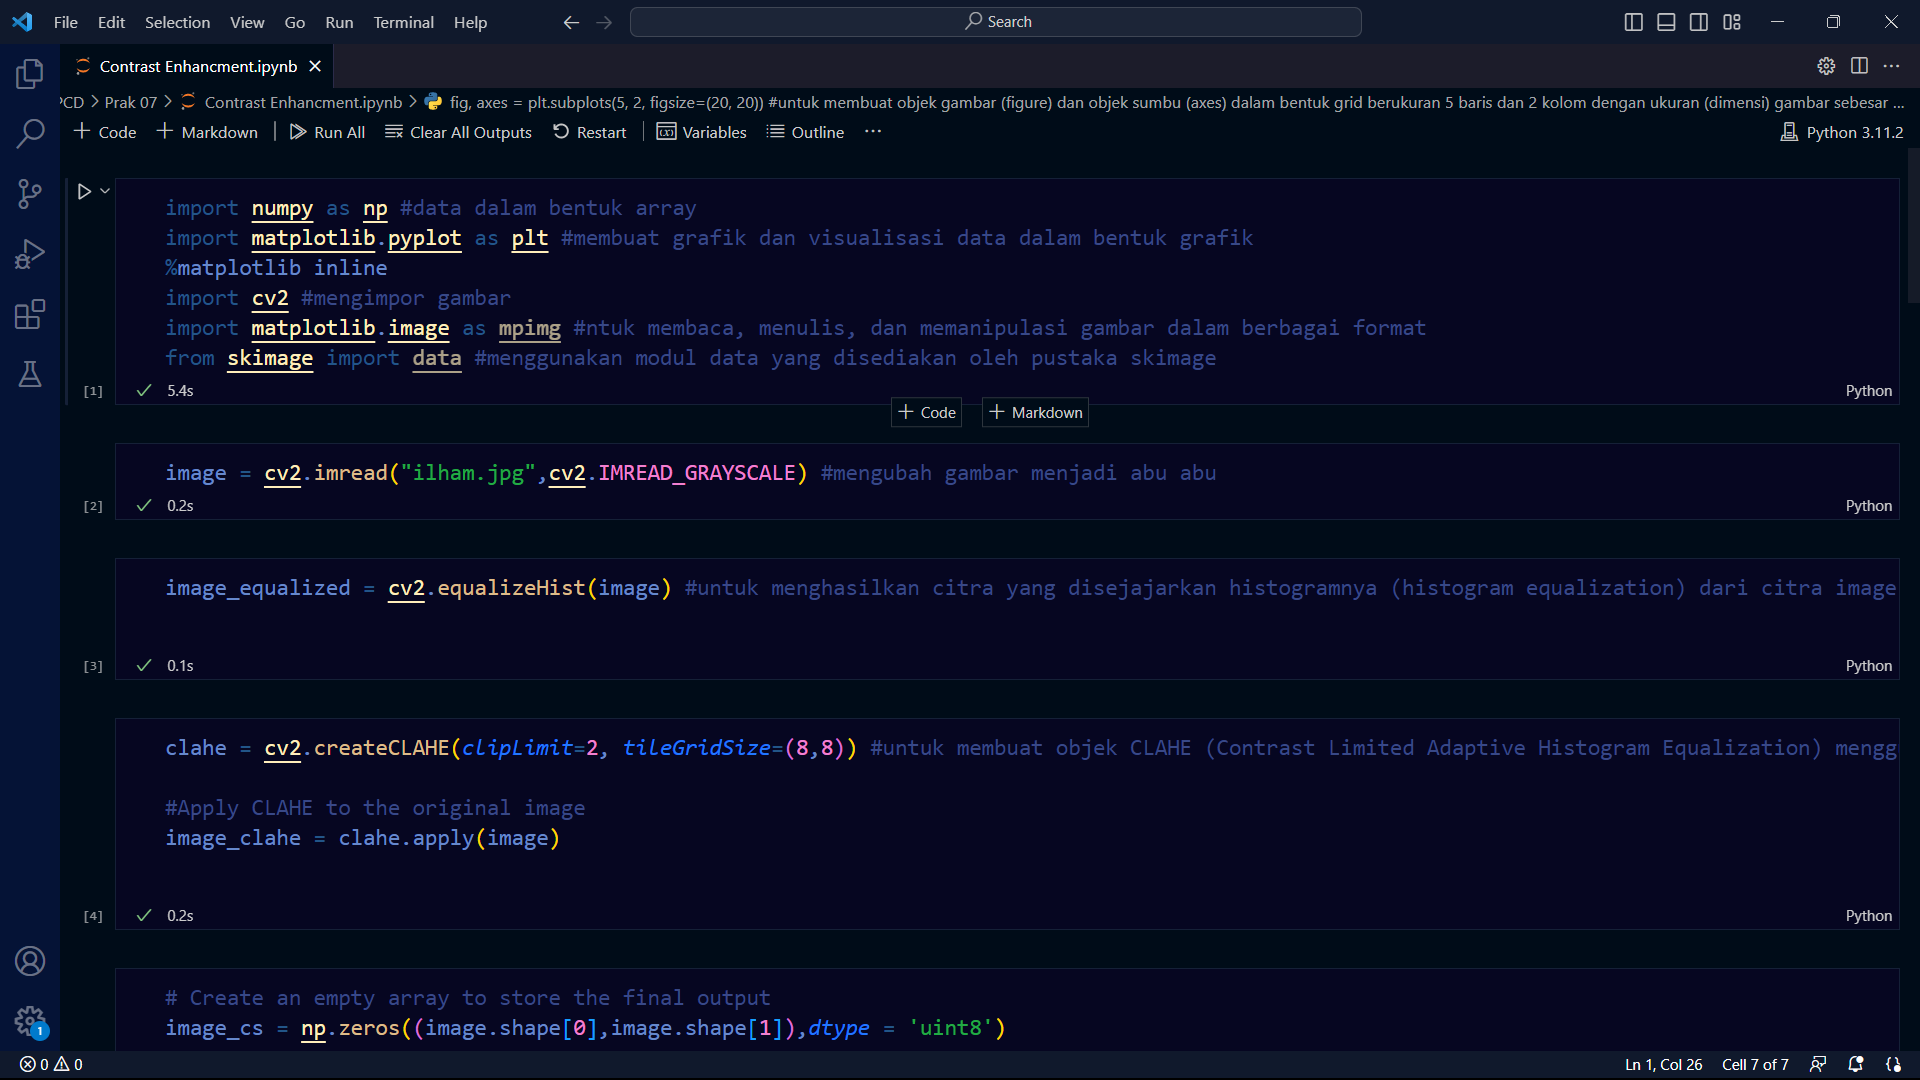 File Edit Selection View Go Run Terminal Help Search
Contrast Enhancment.ipynb
PCD > Prak 07 > Contrast Enhancment.ipynb > fig, axes = plt.subplots(5, 2, figsize=(20, 20)) #untuk membuat objek gambar (figure) dan objek sumbu (axes) dalam bentuk grid berukuran 5 baris dan 2 kolom dengan ukuran (dimensi) gambar sebesar ...
+ Code + Markdown | Run All Clear All Outputs Restart | Variables Outline ... Python 3.11.2
import numpy as np #data dalam bentuk array
import matplotlib.pyplot as plt #membuat grafik dan visualisasi data dalam bentuk grafik
%matplotlib inline
import cv2 #mengimpor gambar
import matplotlib.image as mpimg #ntuk membaca, menulis, dan memanipulasi gambar dalam berbagai format
from skimage import data #menggunakan modul data yang disediakan oleh pustaka skimage
[1] 5.4s Python
+ Code + Markdown
image = cv2.imread("ilham.jpg",cv2.IMREAD_GRAYSCALE) #mengubah gambar menjadi abu abu
[2] 0.2s Python
image_equalized = cv2.equalizeHist(image) #untuk menghasilkan citra yang disejajarkan histogramnya (histogram equalization) dari citra image
[3] 0.1s Python
clahe = cv2.createCLAHE(clipLimit=2, tileGridSize=(8,8)) #untuk membuat objek CLAHE (Contrast Limited Adaptive Histogram Equalization) mengg
#Apply CLAHE to the original image
image_clahe = clahe.apply(image)
[4] 0.2s Python
# Create an empty array to store the final output
image_cs = np.zeros((image.shape[0],image.shape[1]),dtype = 'uint8')
1
0 0 Ln 1, Col 26 Cell 7 of 7